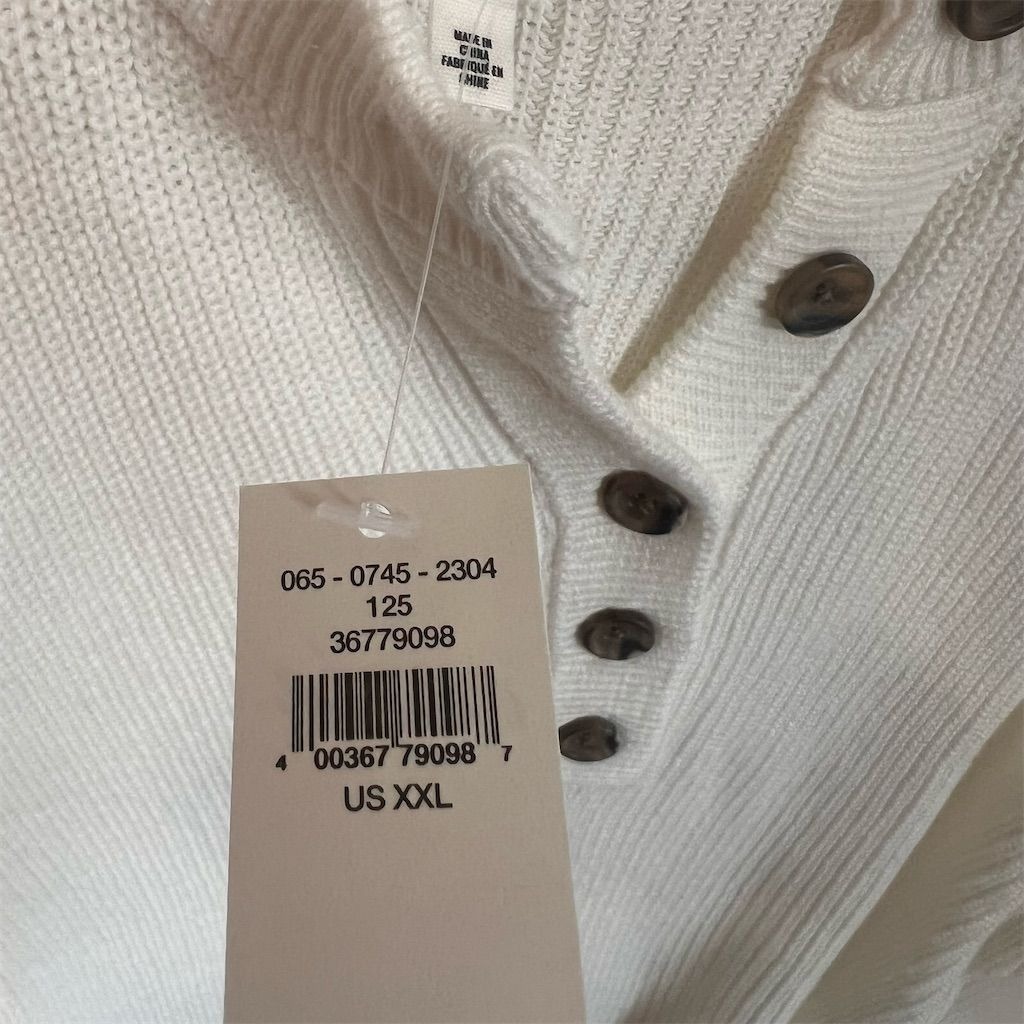 MADE IN
CHINA
FABRIQUÉ EN
CHINE
065 - 0745 - 2304
125
36779098
4 00367 79098 7
US XXL